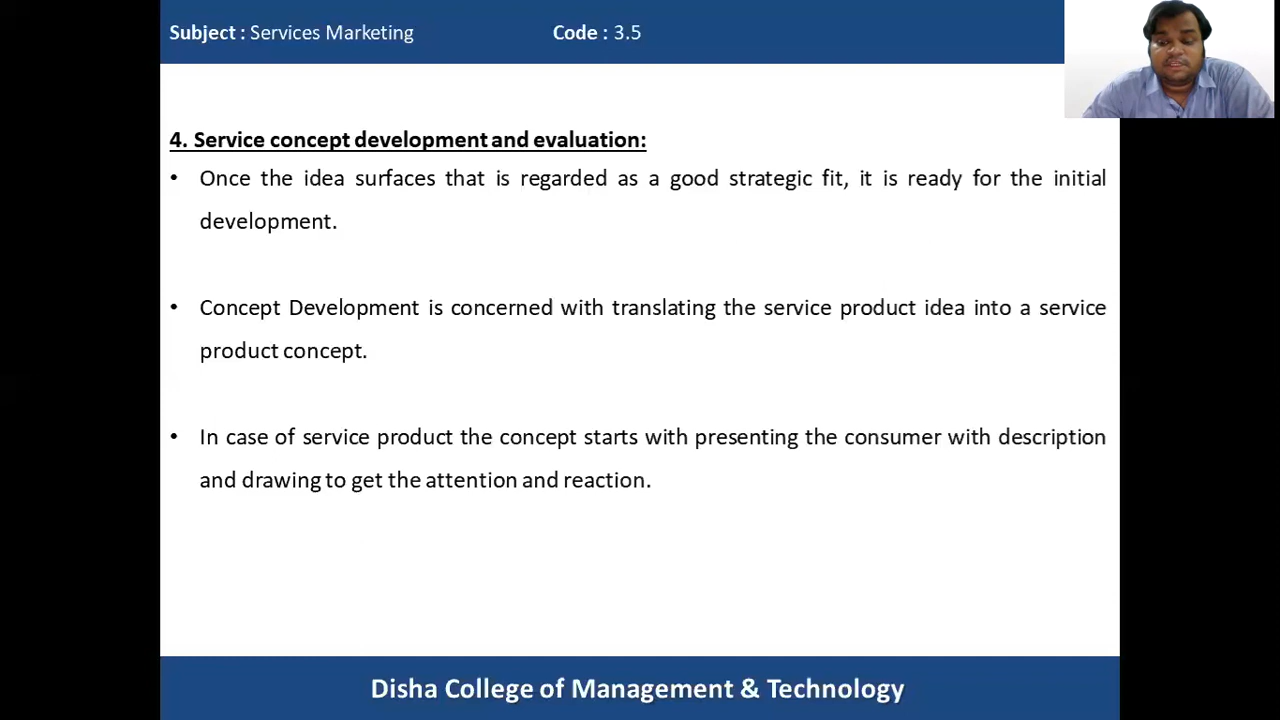 Subject : Services Marketing Code : 3.5
4. Service concept development and evaluation:
• Once the idea surfaces that is regarded as a good strategic fit, it is ready for the initial
development.
• Concept Development is concerned with translating the service product idea into a service
product concept.
• In case of service product the concept starts with presenting the consumer with description
and drawing to get the attention and reaction.
Disha College of Management & Technology